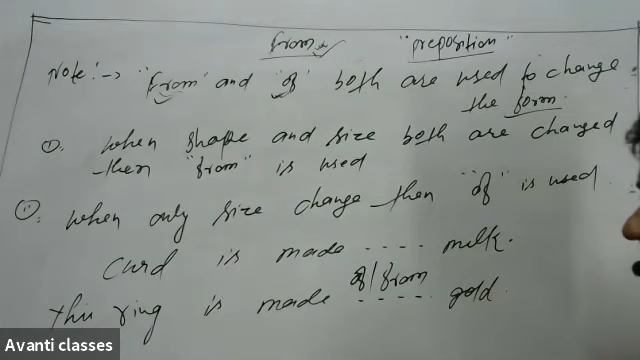 from "preposition"
Note:-> "from" and "of" both are used to change
the form.
①. when shape and size both are changed
then "from" is used
②. when only size change then "of" is used.
Curd is made .... milk.
of/from
this ring is made .... gold.
Avanti classes